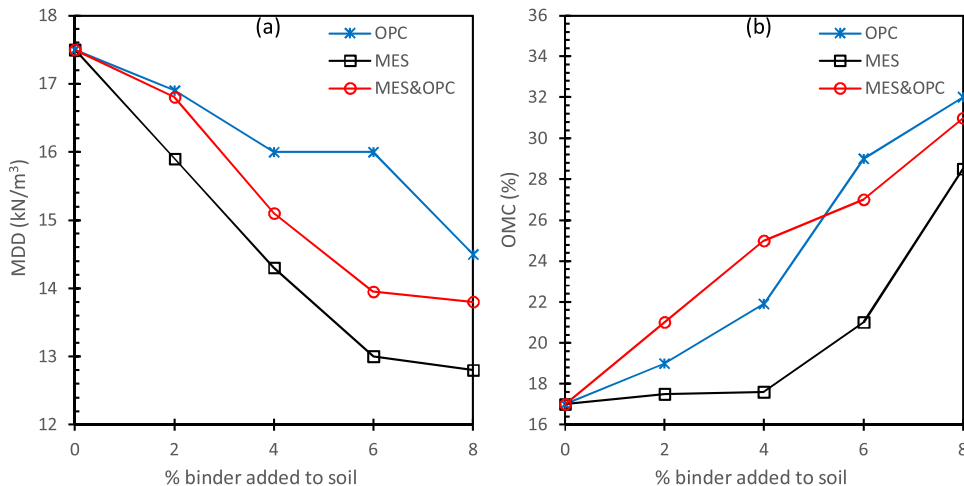 (a)
OPC
MES
MES&OPC
MDD (kN/m³)
18
17
16
15
14
13
12
0 2 4 6 8
% binder added to soil
(b)
OPC
MES
MES&OPC
OMC (%)
36
34
32
30
28
26
24
22
20
18
16
0 2 4 6 8
% binder added to soil